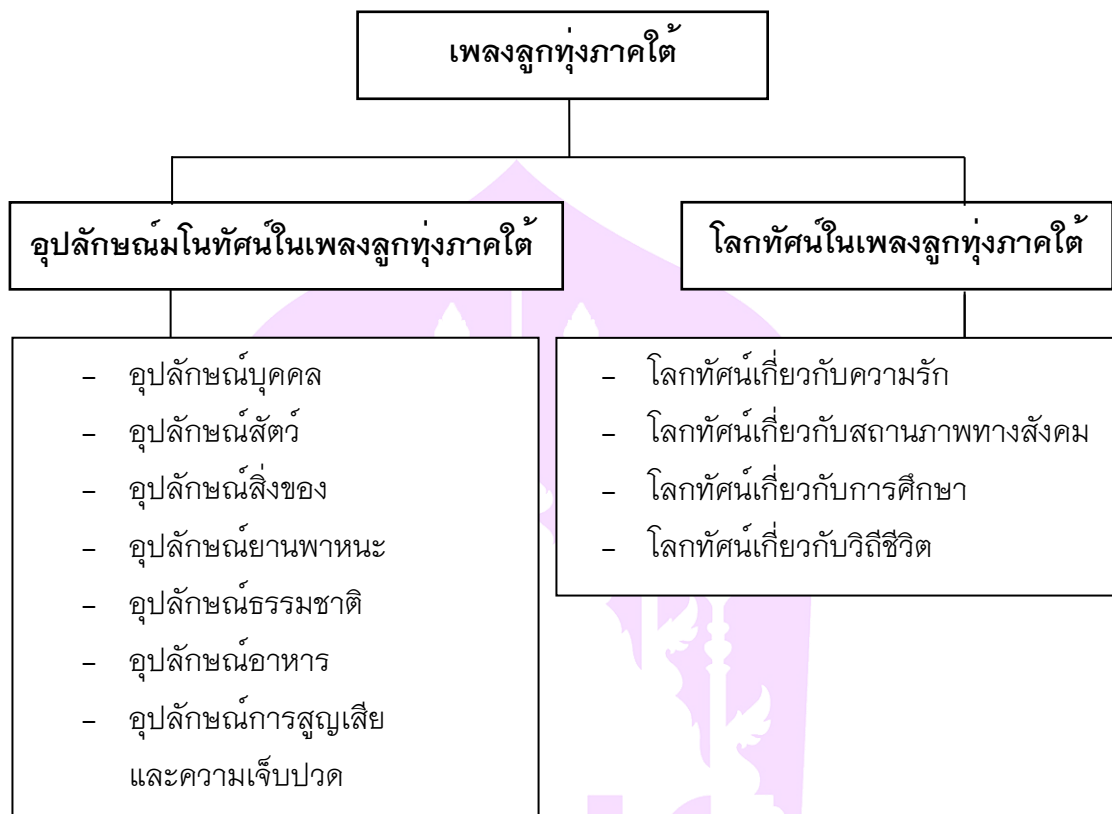 เพลงลูกทุ่งภาคใต้
อุปลักษณ์มโนทัศน์ในเพลงลูกทุ่งภาคใต้
โลกทัศน์ในเพลงลูกทุ่งภาคใต้
– อุปลักษณ์บุคคล
– อุปลักษณ์สัตว์
– อุปลักษณ์สิ่งของ
– อุปลักษณ์ยานพาหนะ
– อุปลักษณ์ธรรมชาติ
– อุปลักษณ์อาหาร
– อุปลักษณ์การสูญเสีย
และความเจ็บปวด
– โลกทัศน์เกี่ยวกับความรัก
– โลกทัศน์เกี่ยวกับสถานภาพทางสังคม
– โลกทัศน์เกี่ยวกับการศึกษา
– โลกทัศน์เกี่ยวกับวิถีชีวิต